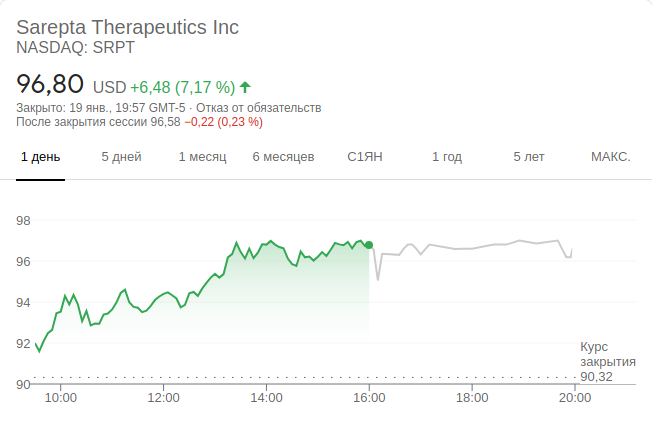 Sarepta Therapeutics Inc
NASDAQ: SRPT
96,80 USD +6,48 (7,17 %)
Закрыто: 19 янв., 19:57 GMT-5 · Отказ от обязательств
После закрытия сессии 96,58 −0,22 (0,23 %)
1 день 5 дней 1 месяц 6 месяцев С1ЯН 1 год 5 лет МАКС.
98
96
94
92
90
Курс
закрытия
90,32
10:00 12:00 14:00 16:00 18:00 20:00